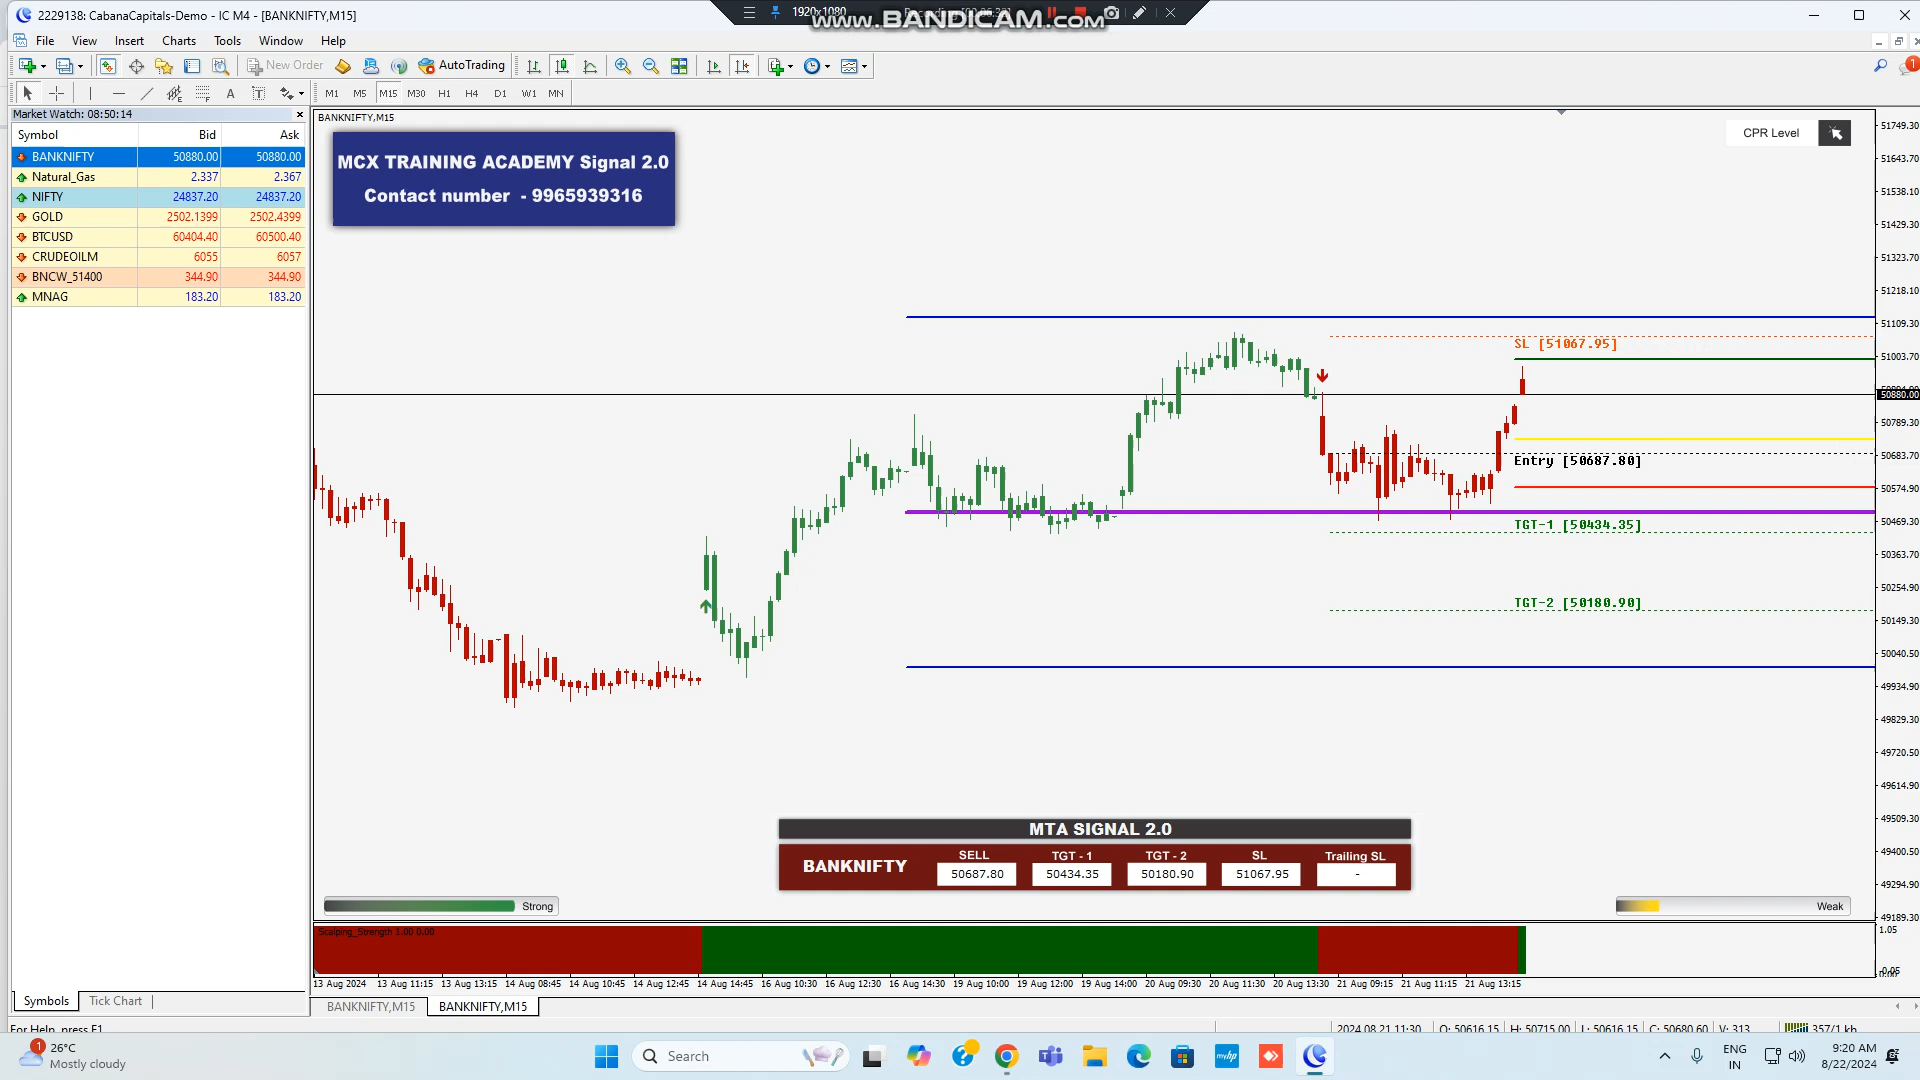 2229138: CabanaCapitals-Demo - IC M4 - [BANKNIFTY,M15]
1920x1080
www.BANDICAM.com
File View Insert Charts Tools Window Help
New Order AutoTrading
1
A T M1 M5 M15 M30 H1 H4 D1 W1 MN
Market Watch: 08:50:14
Symbol Bid Ask
BANKNIFTY 50880.00 50880.00
Natural_Gas 2.337 2.367
NIFTY 24837.20 24837.20
GOLD 2502.1399 2502.4399
BTCUSD 60404.40 60500.40
CRUDEOILM 6055 6057
BNCW_51400 344.90 344.90
MNAG 183.20 183.20
Symbols Tick Chart
BANKNIFTY,M15
MCX TRAINING ACADEMY Signal 2.0
Contact number - 9965939316
CPR Level
SL [51067.95]
Entry [50687.80]
TGT-1 [50434.35]
TGT-2 [50180.90]
51749.30
51643.70
51538.10
51429.30
51323.70
51218.10
51109.30
51003.70
50880.00
50789.30
50683.70
50574.90
50469.30
50363.70
50254.90
50149.30
50040.50
49934.90
49829.30
49720.50
49614.90
49509.30
49400.50
49294.90
49189.30
MTA SIGNAL 2.0
BANKNIFTY
SELL TGT - 1 TGT - 2 SL Trailing SL
50687.80 50434.35 50180.90 51067.95 -
Strong
Weak
Scalping_Strength 1.00 0.00
1.05
-0.05
13 Aug 2024 13 Aug 11:15 13 Aug 13:15 14 Aug 08:45 14 Aug 10:45 14 Aug 12:45 14 Aug 14:45 16 Aug 10:30 16 Aug 12:30 16 Aug 14:30 19 Aug 10:00 19 Aug 12:00 19 Aug 14:00 20 Aug 09:30 20 Aug 11:30 20 Aug 13:30 21 Aug 09:15 21 Aug 11:15 21 Aug 13:15
BANKNIFTY,M15 BANKNIFTY,M15
For Help, press F1
2024.08.21 11:30 O: 50616.15 H: 50715.00 L: 50616.15 C: 50680.60 V: 313 357/1 kb
1
26°C
Mostly cloudy
Search
myhp
ENG
IN
9:20 AM
8/22/2024